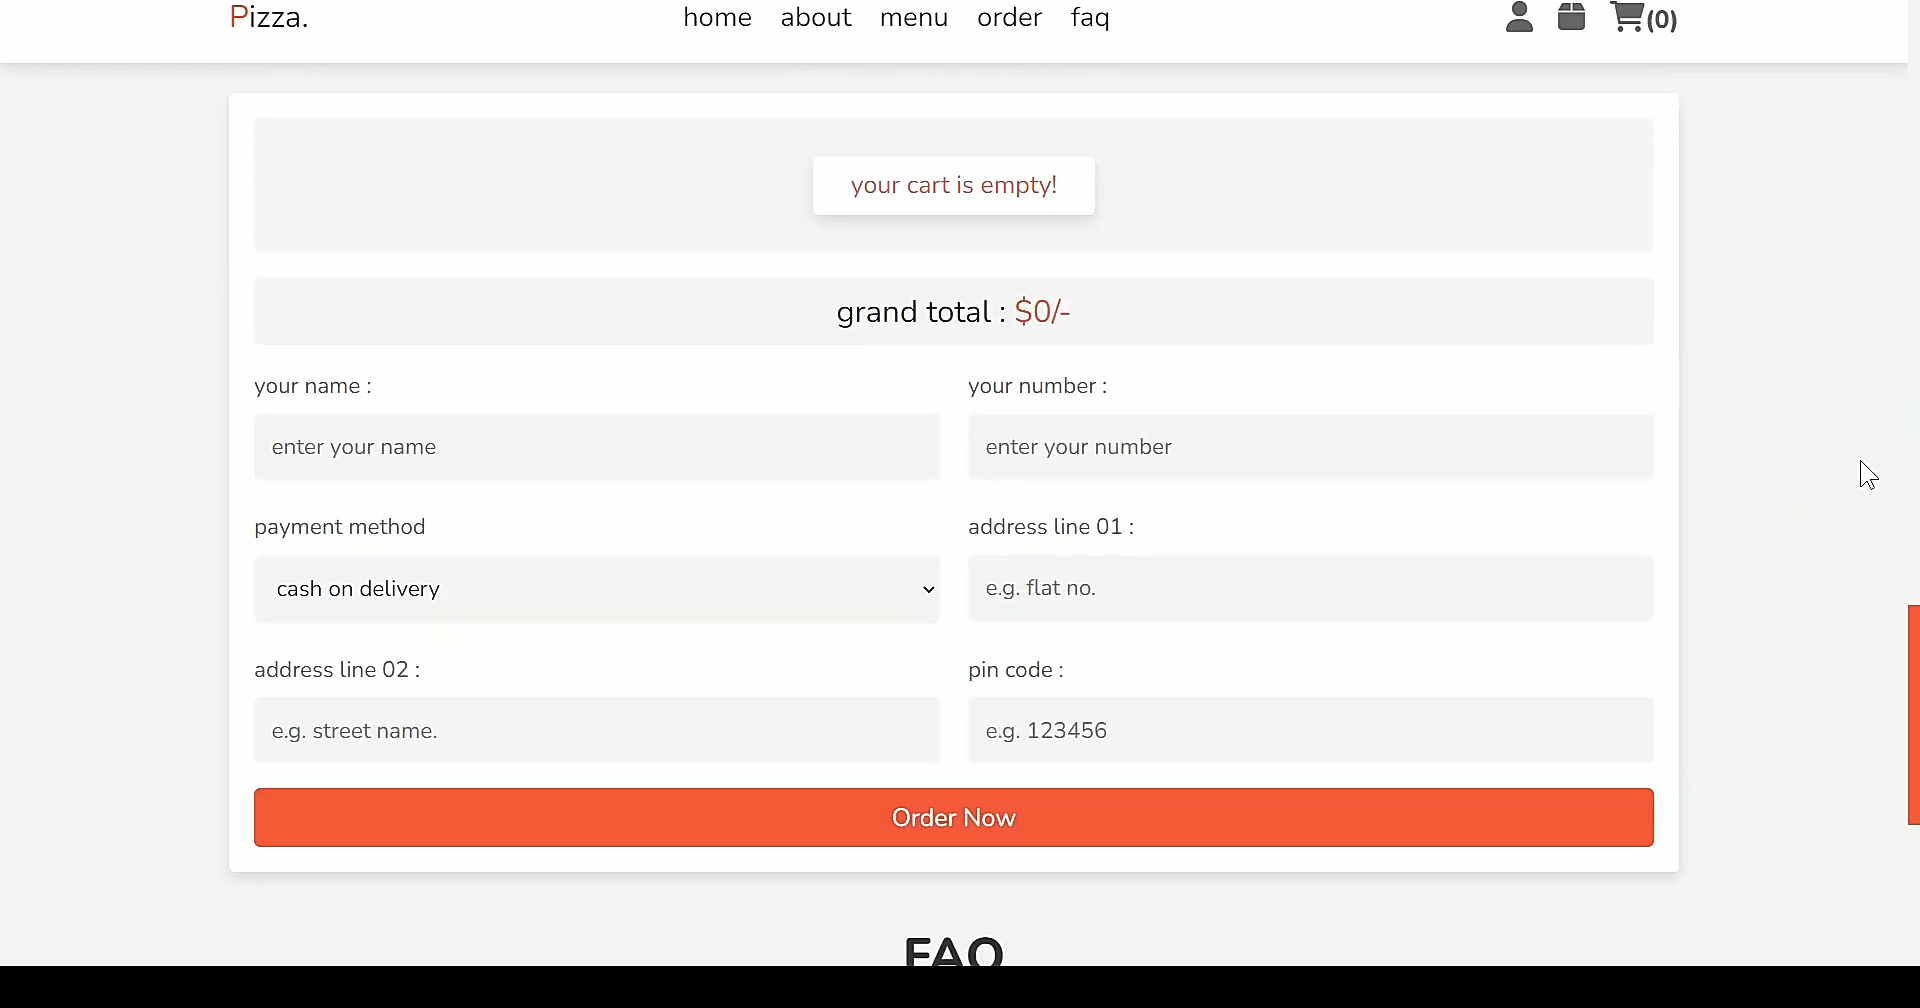 Pizza.
home about menu order faq
(0)
your cart is empty!
grand total : $0/-
your name :
your number :
enter your name
enter your number
payment method
address line 01 :
cash on delivery
e.g. flat no.
address line 02 :
pin code :
e.g. street name.
e.g. 123456
Order Now
FAQ